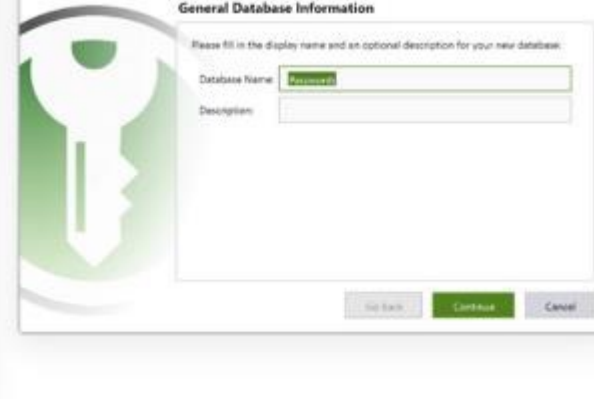 General Database Information
Please fill in the display name and an optional description for your new database:
Database Name:
Passwords
Description:
Go Back
Continue
Cancel